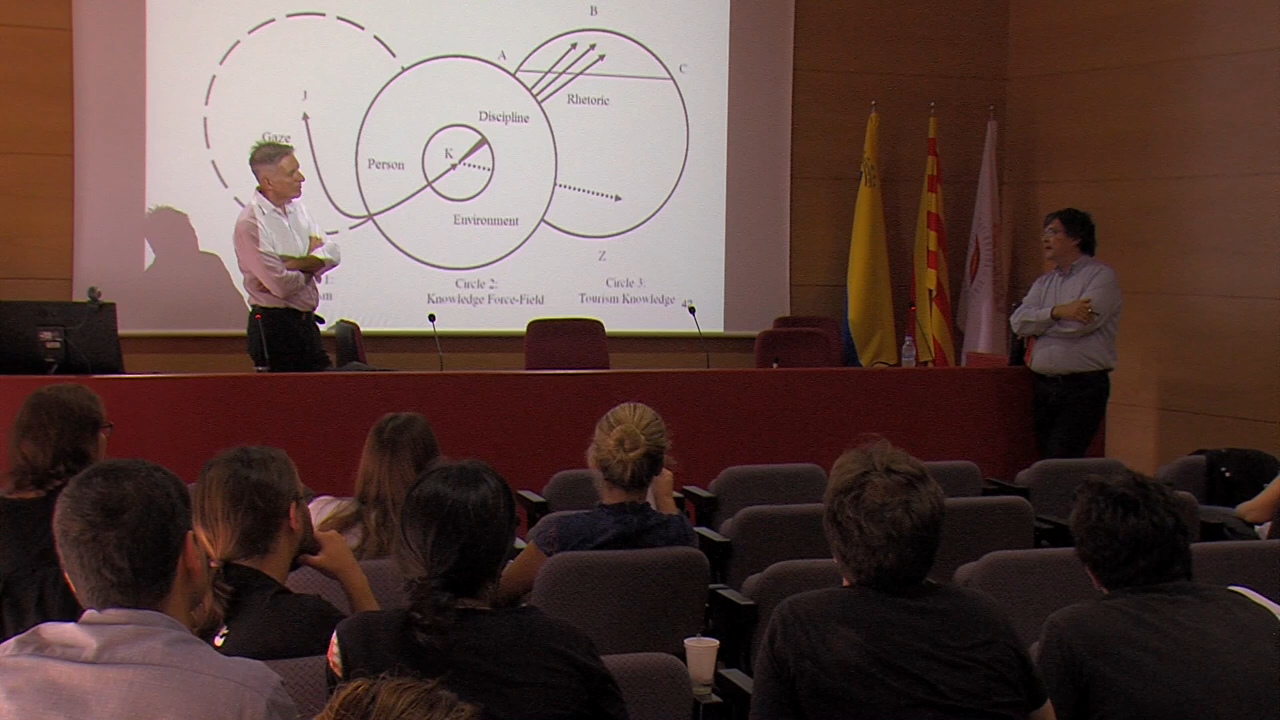 B
A
C
J
Rhetoric
Discipline
Gaze
K
Person
Environment
Z
Circle 2:
Knowledge Force-Field
Circle 3:
Tourism Knowledge